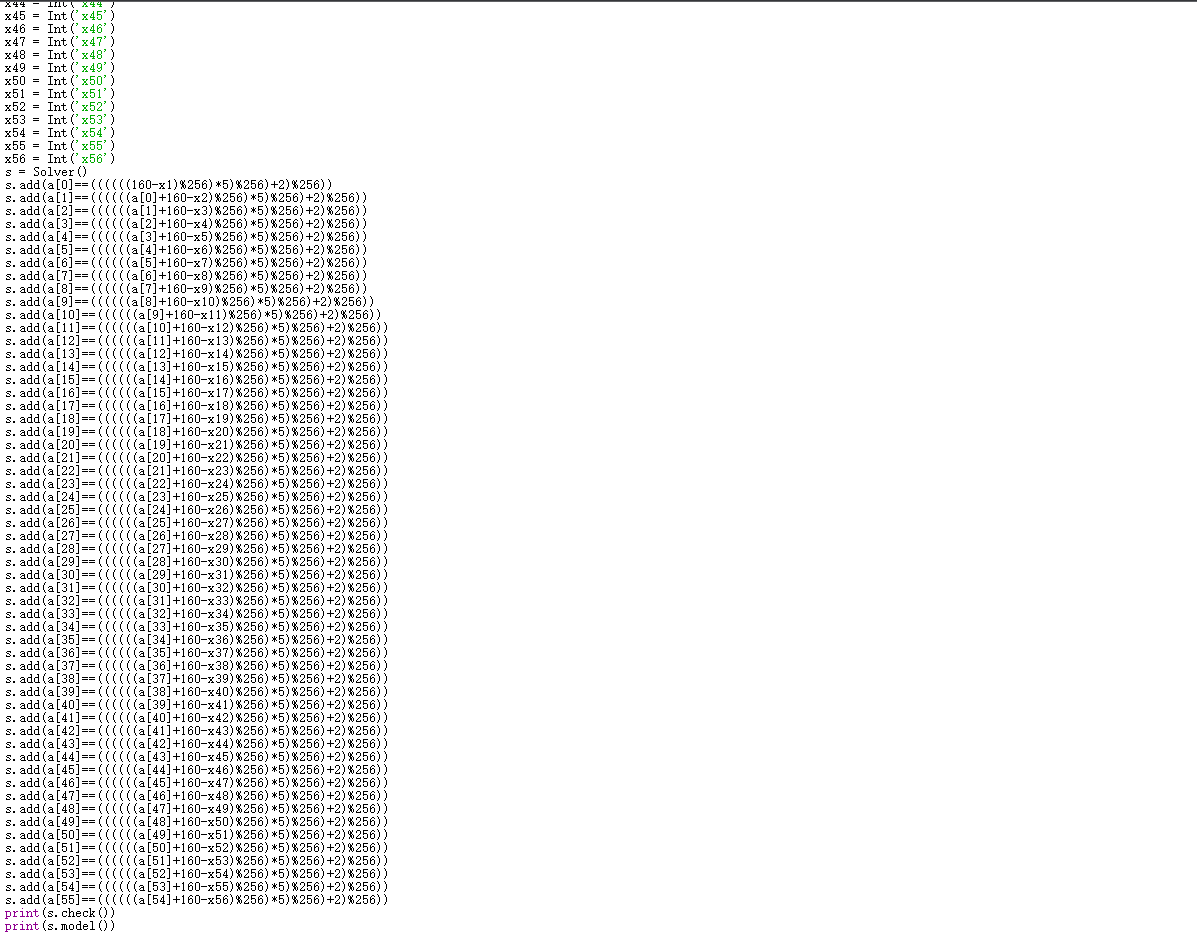 x44 = Int('x44')
x45 = Int('x45')
x46 = Int('x46')
x47 = Int('x47')
x48 = Int('x48')
x49 = Int('x49')
x50 = Int('x50')
x51 = Int('x51')
x52 = Int('x52')
x53 = Int('x53')
x54 = Int('x54')
x55 = Int('x55')
x56 = Int('x56')
s = Solver()
s.add(a[0]==((((((160-x1)%256)*5)%256)+2)%256))
s.add(a[1]==((((((a[0]+160-x2)%256)*5)%256)+2)%256))
s.add(a[2]==((((((a[1]+160-x3)%256)*5)%256)+2)%256))
s.add(a[3]==((((((a[2]+160-x4)%256)*5)%256)+2)%256))
s.add(a[4]==((((((a[3]+160-x5)%256)*5)%256)+2)%256))
s.add(a[5]==((((((a[4]+160-x6)%256)*5)%256)+2)%256))
s.add(a[6]==((((((a[5]+160-x7)%256)*5)%256)+2)%256))
s.add(a[7]==((((((a[6]+160-x8)%256)*5)%256)+2)%256))
s.add(a[8]==((((((a[7]+160-x9)%256)*5)%256)+2)%256))
s.add(a[9]==((((((a[8]+160-x10)%256)*5)%256)+2)%256))
s.add(a[10]==((((((a[9]+160-x11)%256)*5)%256)+2)%256))
s.add(a[11]==((((((a[10]+160-x12)%256)*5)%256)+2)%256))
s.add(a[12]==((((((a[11]+160-x13)%256)*5)%256)+2)%256))
s.add(a[13]==((((((a[12]+160-x14)%256)*5)%256)+2)%256))
s.add(a[14]==((((((a[13]+160-x15)%256)*5)%256)+2)%256))
s.add(a[15]==((((((a[14]+160-x16)%256)*5)%256)+2)%256))
s.add(a[16]==((((((a[15]+160-x17)%256)*5)%256)+2)%256))
s.add(a[17]==((((((a[16]+160-x18)%256)*5)%256)+2)%256))
s.add(a[18]==((((((a[17]+160-x19)%256)*5)%256)+2)%256))
s.add(a[19]==((((((a[18]+160-x20)%256)*5)%256)+2)%256))
s.add(a[20]==((((((a[19]+160-x21)%256)*5)%256)+2)%256))
s.add(a[21]==((((((a[20]+160-x22)%256)*5)%256)+2)%256))
s.add(a[22]==((((((a[21]+160-x23)%256)*5)%256)+2)%256))
s.add(a[23]==((((((a[22]+160-x24)%256)*5)%256)+2)%256))
s.add(a[24]==((((((a[23]+160-x25)%256)*5)%256)+2)%256))
s.add(a[25]==((((((a[24]+160-x26)%256)*5)%256)+2)%256))
s.add(a[26]==((((((a[25]+160-x27)%256)*5)%256)+2)%256))
s.add(a[27]==((((((a[26]+160-x28)%256)*5)%256)+2)%256))
s.add(a[28]==((((((a[27]+160-x29)%256)*5)%256)+2)%256))
s.add(a[29]==((((((a[28]+160-x30)%256)*5)%256)+2)%256))
s.add(a[30]==((((((a[29]+160-x31)%256)*5)%256)+2)%256))
s.add(a[31]==((((((a[30]+160-x32)%256)*5)%256)+2)%256))
s.add(a[32]==((((((a[31]+160-x33)%256)*5)%256)+2)%256))
s.add(a[33]==((((((a[32]+160-x34)%256)*5)%256)+2)%256))
s.add(a[34]==((((((a[33]+160-x35)%256)*5)%256)+2)%256))
s.add(a[35]==((((((a[34]+160-x36)%256)*5)%256)+2)%256))
s.add(a[36]==((((((a[35]+160-x37)%256)*5)%256)+2)%256))
s.add(a[37]==((((((a[36]+160-x38)%256)*5)%256)+2)%256))
s.add(a[38]==((((((a[37]+160-x39)%256)*5)%256)+2)%256))
s.add(a[39]==((((((a[38]+160-x40)%256)*5)%256)+2)%256))
s.add(a[40]==((((((a[39]+160-x41)%256)*5)%256)+2)%256))
s.add(a[41]==((((((a[40]+160-x42)%256)*5)%256)+2)%256))
s.add(a[42]==((((((a[41]+160-x43)%256)*5)%256)+2)%256))
s.add(a[43]==((((((a[42]+160-x44)%256)*5)%256)+2)%256))
s.add(a[44]==((((((a[43]+160-x45)%256)*5)%256)+2)%256))
s.add(a[45]==((((((a[44]+160-x46)%256)*5)%256)+2)%256))
s.add(a[46]==((((((a[45]+160-x47)%256)*5)%256)+2)%256))
s.add(a[47]==((((((a[46]+160-x48)%256)*5)%256)+2)%256))
s.add(a[48]==((((((a[47]+160-x49)%256)*5)%256)+2)%256))
s.add(a[49]==((((((a[48]+160-x50)%256)*5)%256)+2)%256))
s.add(a[50]==((((((a[49]+160-x51)%256)*5)%256)+2)%256))
s.add(a[51]==((((((a[50]+160-x52)%256)*5)%256)+2)%256))
s.add(a[52]==((((((a[51]+160-x53)%256)*5)%256)+2)%256))
s.add(a[53]==((((((a[52]+160-x54)%256)*5)%256)+2)%256))
s.add(a[54]==((((((a[53]+160-x55)%256)*5)%256)+2)%256))
s.add(a[55]==((((((a[54]+160-x56)%256)*5)%256)+2)%256))
print(s.check())
print(s.model())